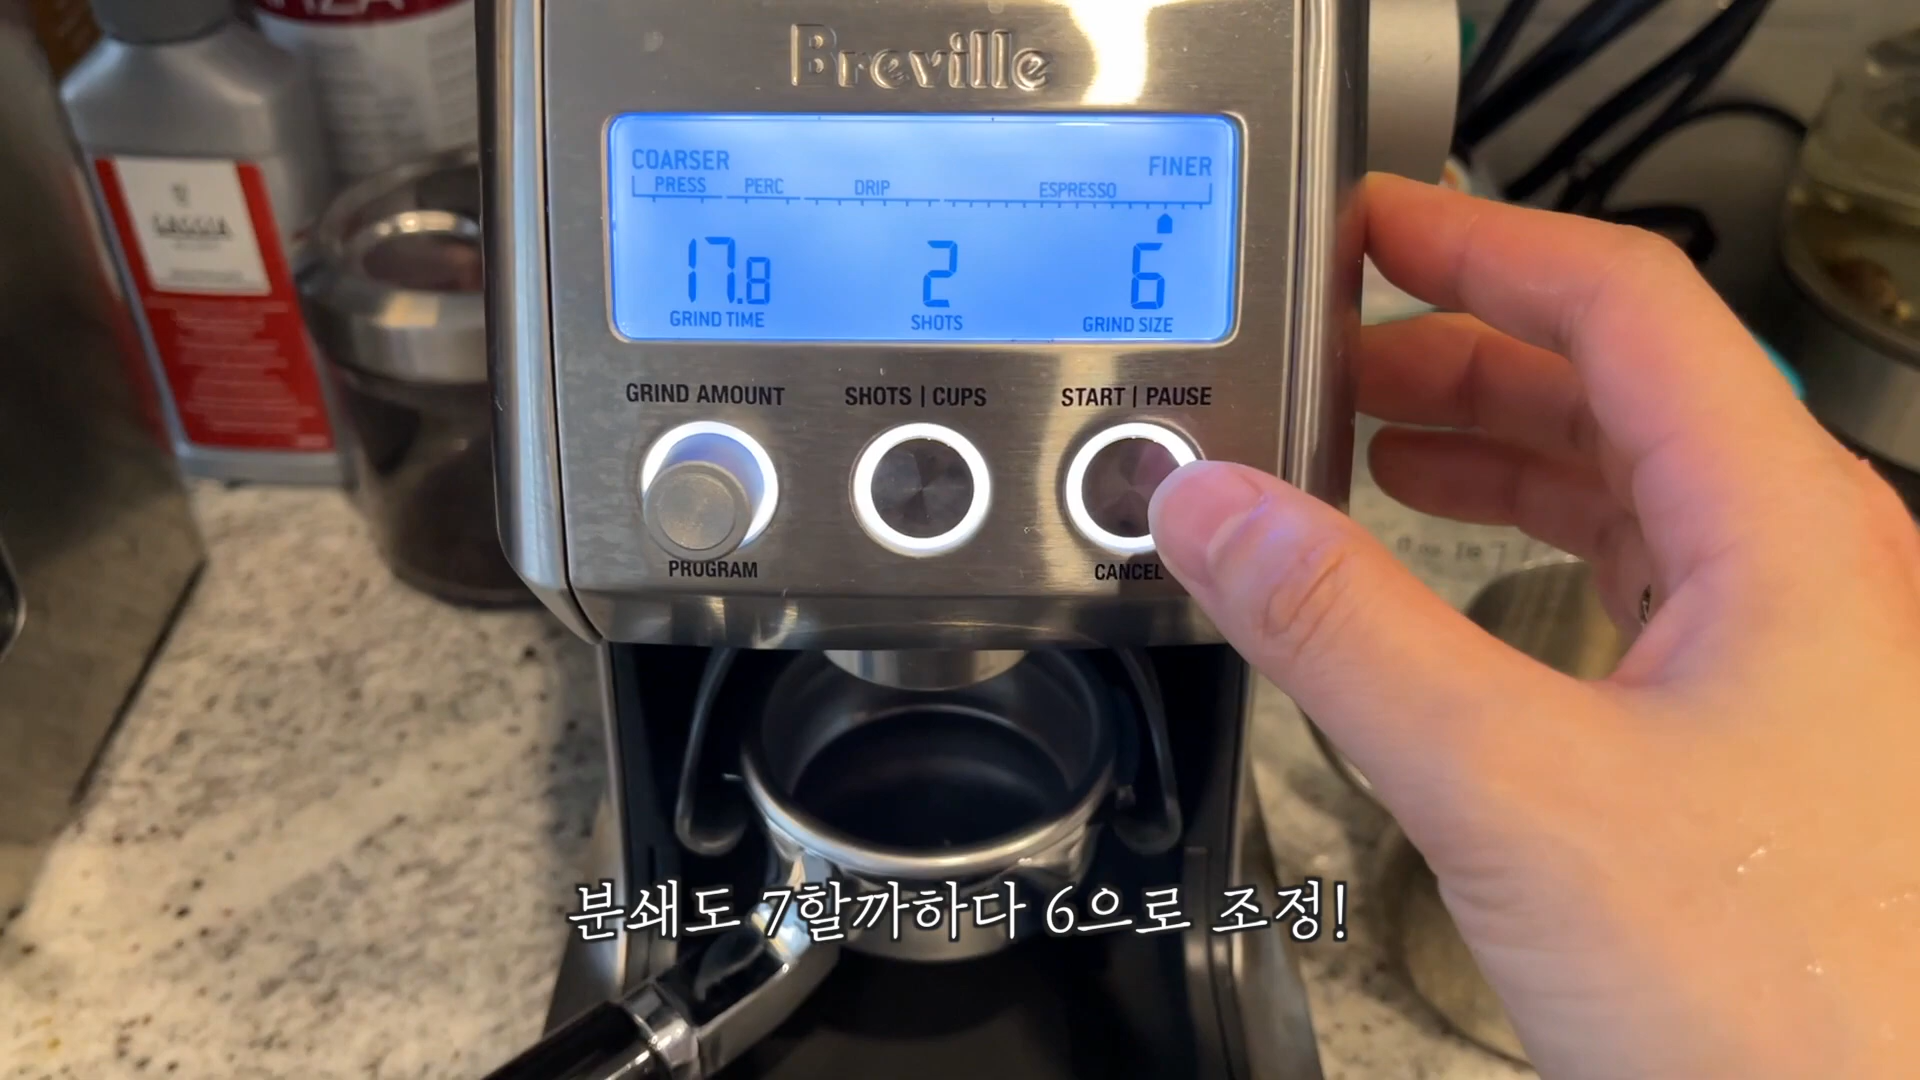 Breville
COARSER
FINER
PRESS PERC DRIP ESPRESSO
17.8 2 6
GRIND TIME SHOTS GRIND SIZE
GRIND AMOUNT SHOTS | CUPS START | PAUSE
PROGRAM CANCEL
GAGGIA
분쇄도 7할까하다 6으로 조정!